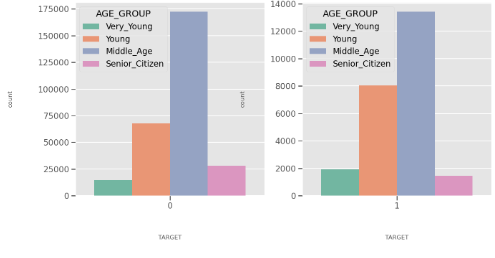 175000
150000
125000
100000
75000
50000
25000
0
count
AGE_GROUP
Very_Young
Young
Middle_Age
Senior_Citizen
0
TARGET
14000
12000
10000
8000
6000
4000
2000
0
count
AGE_GROUP
Very_Young
Young
Middle_Age
Senior_Citizen
1
TARGET